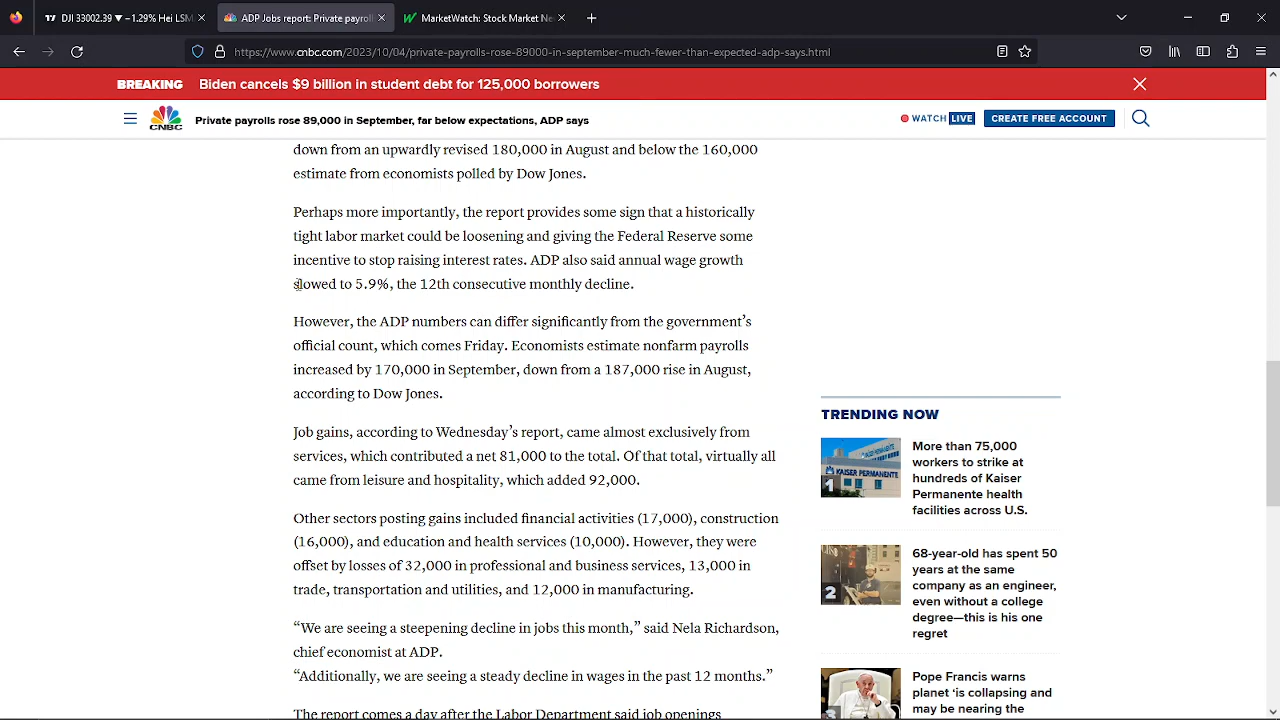 DJI 33002.39 ▼ −1.29% Hei LSM
ADP Jobs report: Private payroll
MarketWatch: Stock Market Ne
https://www.cnbc.com/2023/10/04/private-payrolls-rose-89000-in-september-much-fewer-than-expected-adp-says.html
BREAKING Biden cancels $9 billion in student debt for 125,000 borrowers
CNBC
Private payrolls rose 89,000 in September, far below expectations, ADP says
WATCH LIVE
CREATE FREE ACCOUNT
down from an upwardly revised 180,000 in August and below the 160,000
estimate from economists polled by Dow Jones.
Perhaps more importantly, the report provides some sign that a historically
tight labor market could be loosening and giving the Federal Reserve some
incentive to stop raising interest rates. ADP also said annual wage growth
slowed to 5.9%, the 12th consecutive monthly decline.
However, the ADP numbers can differ significantly from the government’s
official count, which comes Friday. Economists estimate nonfarm payrolls
increased by 170,000 in September, down from a 187,000 rise in August,
according to Dow Jones.
Job gains, according to Wednesday’s report, came almost exclusively from
services, which contributed a net 81,000 to the total. Of that total, virtually all
came from leisure and hospitality, which added 92,000.
Other sectors posting gains included financial activities (17,000), construction
(16,000), and education and health services (10,000). However, they were
offset by losses of 32,000 in professional and business services, 13,000 in
trade, transportation and utilities, and 12,000 in manufacturing.
“We are seeing a steepening decline in jobs this month,” said Nela Richardson,
chief economist at ADP.
“Additionally, we are seeing a steady decline in wages in the past 12 months.”
The report comes a day after the Labor Department said job openings
TRENDING NOW
KAISER PERMANENTE
1
More than 75,000
workers to strike at
hundreds of Kaiser
Permanente health
facilities across U.S.
2
68-year-old has spent 50
years at the same
company as an engineer,
even without a college
degree—this is his one
regret
3
Pope Francis warns
planet ‘is collapsing and
may be nearing the